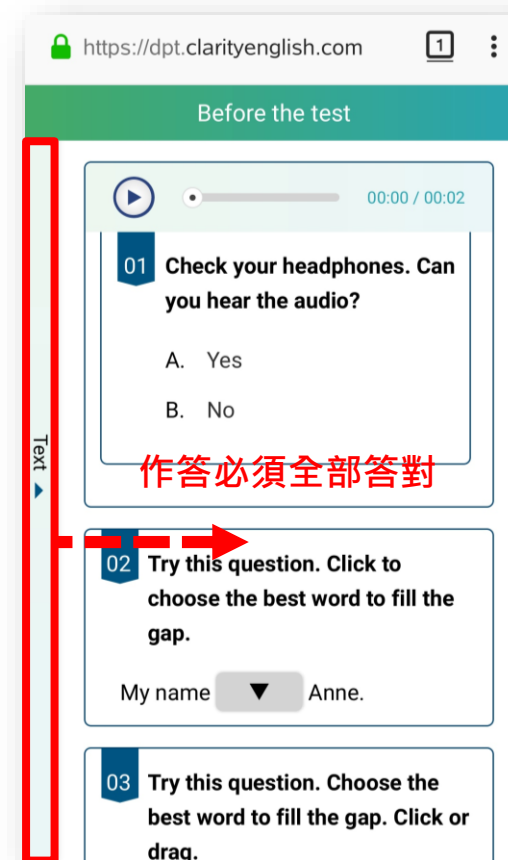 https://dpt.clarityenglish.com
1
Before the test
00:00 / 00:02
01 Check your headphones. Can
you hear the audio?
A. Yes
B. No
Text
作答必須全部答對
02 Try this question. Click to
choose the best word to fill the
gap.
My name ▼ Anne.
03 Try this question. Choose the
best word to fill the gap. Click or
drag.